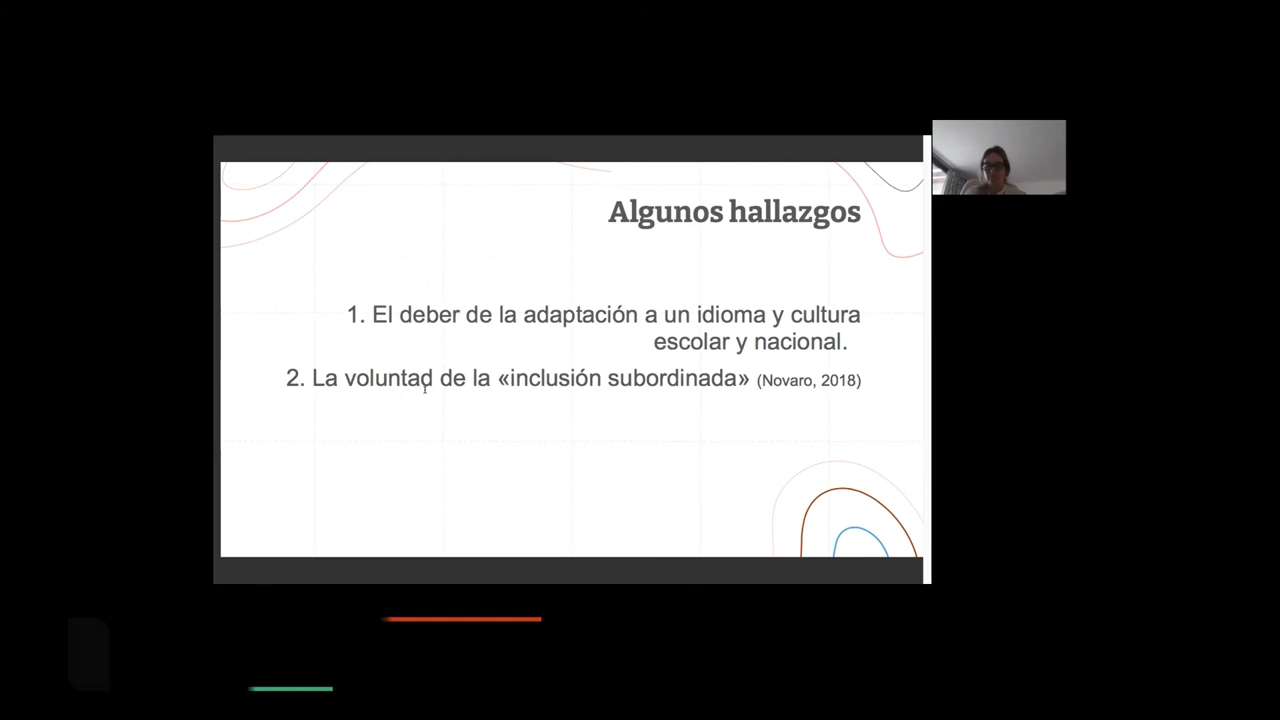 Algunos hallazgos
1. El deber de la adaptación a un idioma y cultura
escolar y nacional.
2. La voluntad de la «inclusión subordinada» (Novaro, 2018)